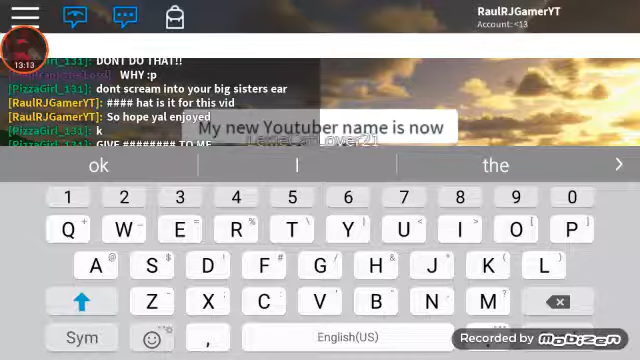 RaulRJGamerYT
Account: <13
13:13
DONT DO THAT!!
WHY :p
[PizzaGirl_131]: dont scream into your big sisters ear
[RaulRJGamerYT]: #### hat is it for this vid
[RaulRJGamerYT]: So hope yal enjoyed
[PizzaGirl_131]: k
[PizzaGirl_131]: GIVE ######## TO ME
My new Youtuber name is now
ok I the
1 2 3 4 5 6 7 8 9 0
Q W E R T Y U I O P
A S D F G H J K L
Z X C V B N M
Sym , English(US)
Recorded by MOBIZEN